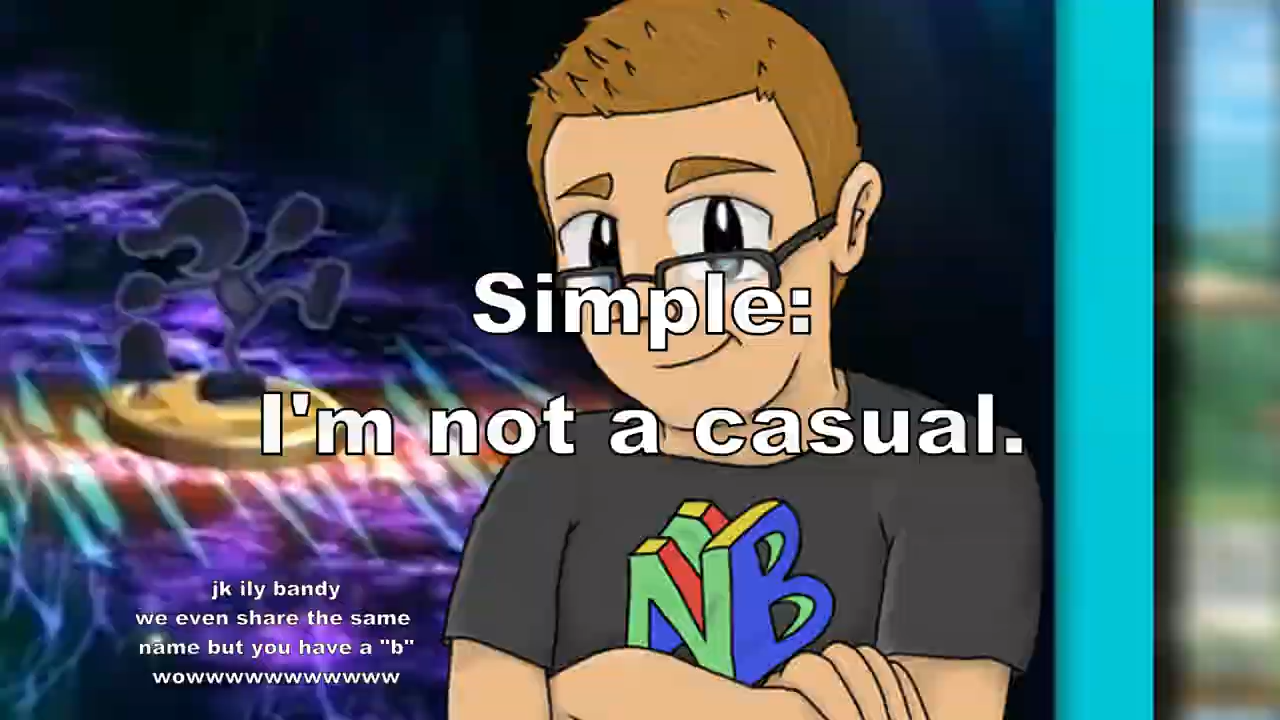 Simple:
I'm not a casual.
NB
jk ily bandy
we even share the same
name but you have a "b"
wowwwwwwwwwwww